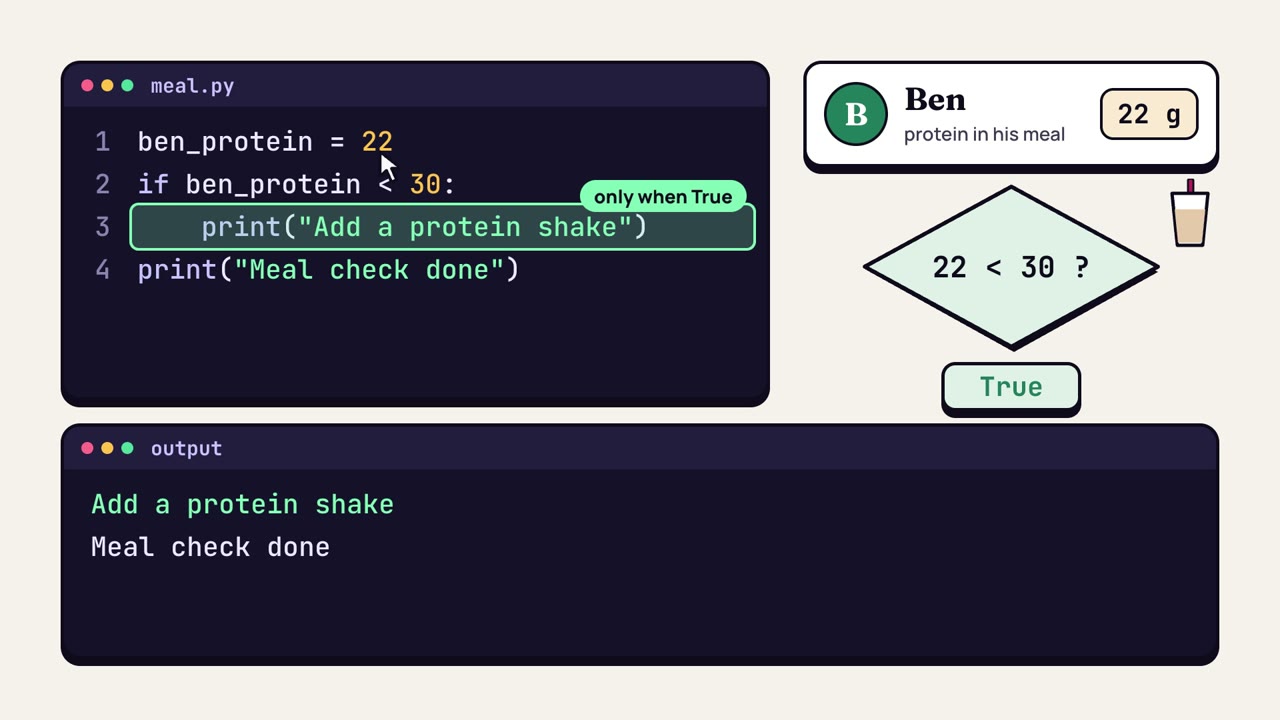 meal.py
1 ben_protein = 22
2 if ben_protein < 30:
only when True
3     print("Add a protein shake")
4 print("Meal check done")
B
Ben
protein in his meal
22 g
22 < 30 ?
True
output
Add a protein shake
Meal check done